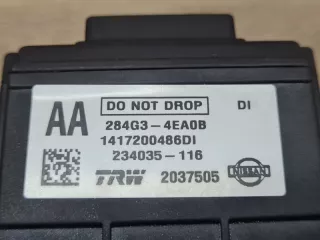 AA
DO NOT DROP DI
284G3-4EA0B
1417200486DI
234035-116
TRW 2037505 NISSAN